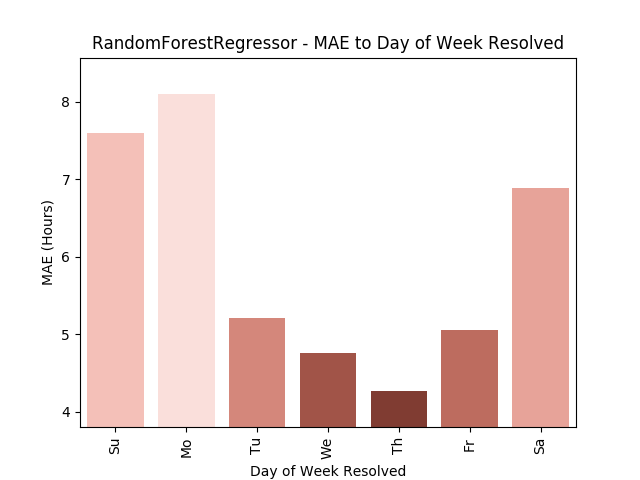 RandomForestRegressor - MAE to Day of Week Resolved
8
7
6
5
4
MAE (Hours)
Su
Mo
Tu
We
Th
Fr
Sa
Day of Week Resolved